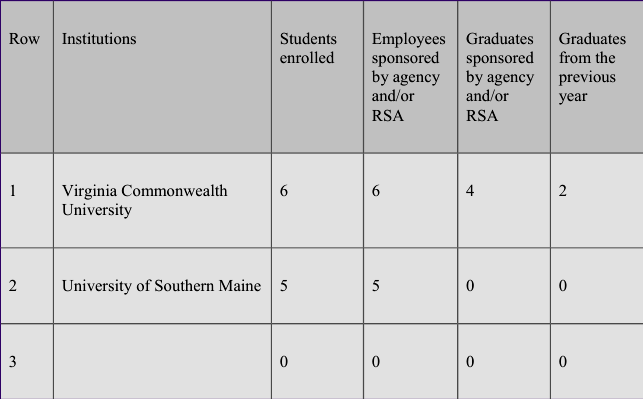 Row
Institutions
Students
enrolled
Employees
sponsored
by agency
and/or
RSA
Graduates
sponsored
by agency
and/or
RSA
Graduates
from the
previous
year
1
Virginia Commonwealth
University
6
6
4
2
2
University of Southern Maine
5
5
0
0
3
0
0
0
0